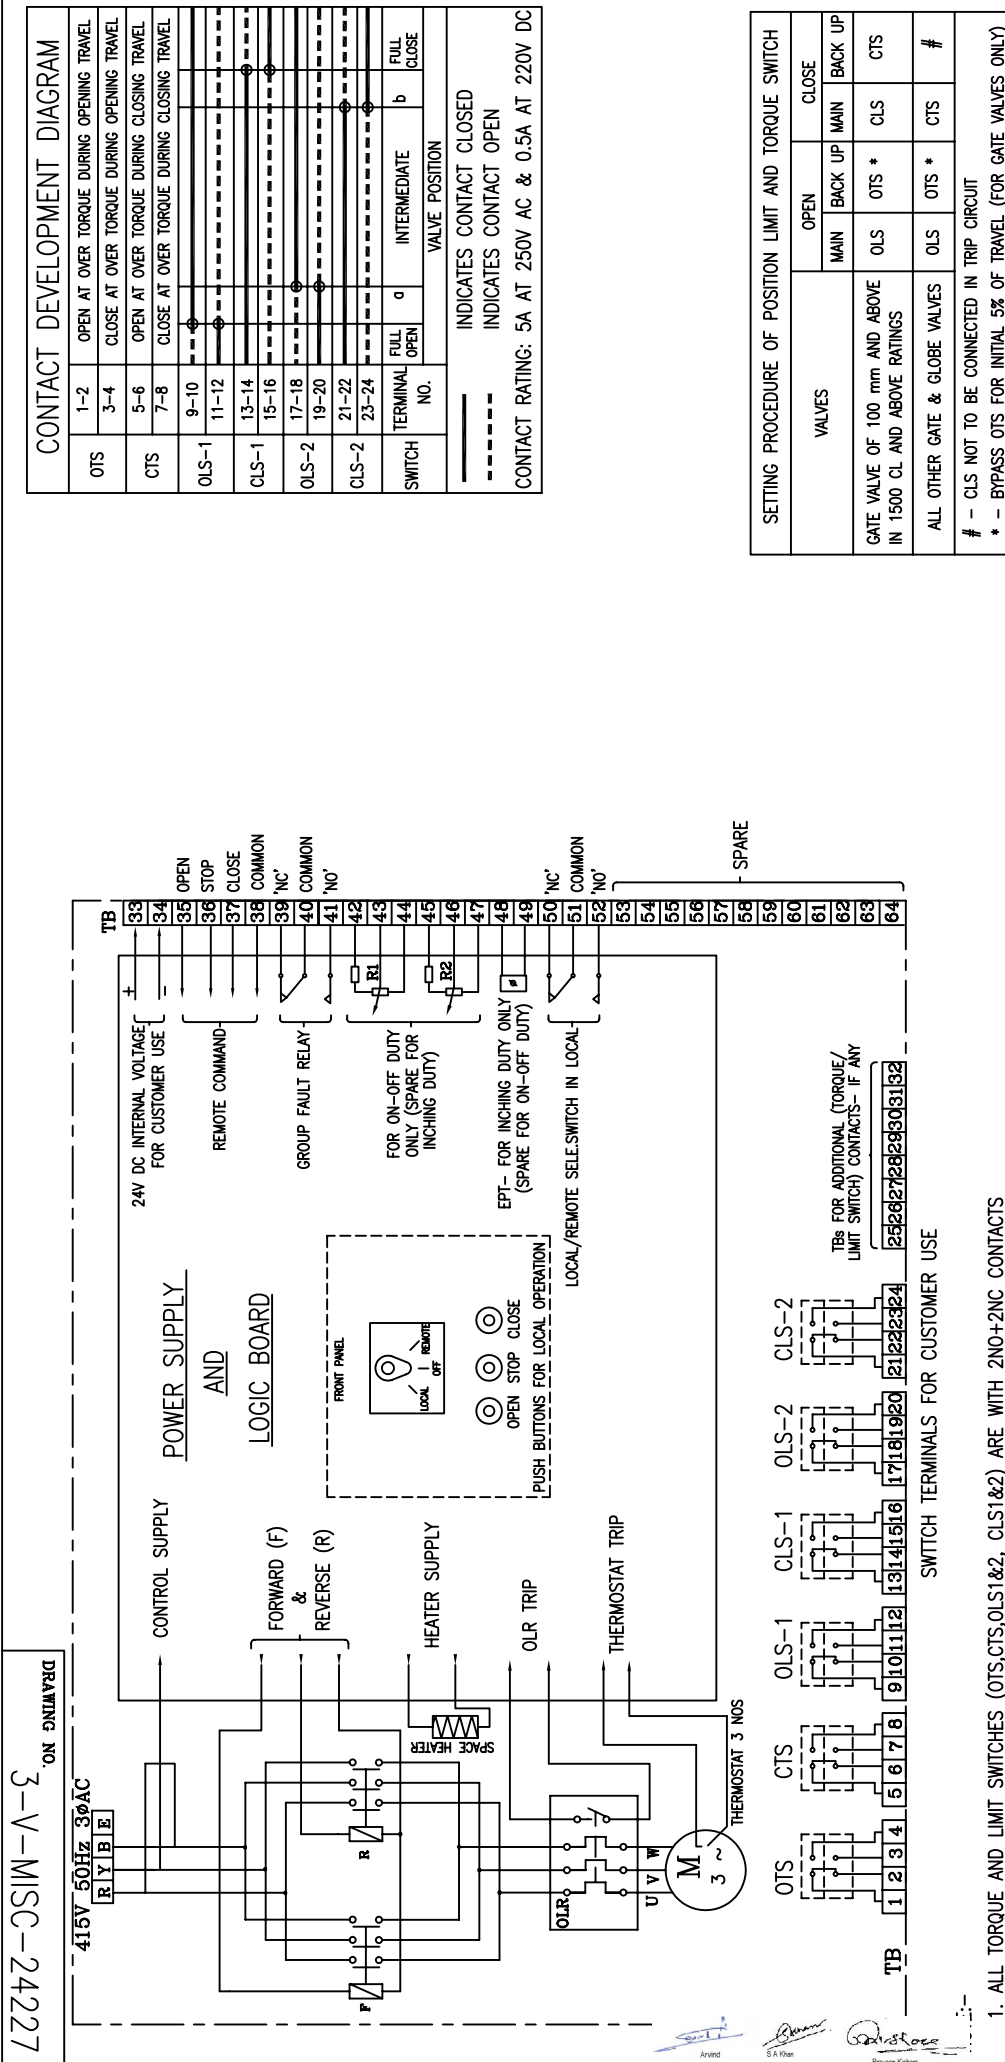 CONTACT DEVELOPMENT DIAGRAM
OTS
1-2
OPEN AT OVER TORQUE DURING OPENING TRAVEL
3-4
CLOSE AT OVER TORQUE DURING OPENING TRAVEL
CTS
5-6
OPEN AT OVER TORQUE DURING CLOSING TRAVEL
7-8
CLOSE AT OVER TORQUE DURING CLOSING TRAVEL
OLS-1
9-10
11-12
CLS-1
13-14
15-16
OLS-2
17-18
19-20
CLS-2
21-22
23-24
SWITCH
TERMINAL
NO.
FULL
OPEN
a
INTERMEDIATE
b
FULL
CLOSE
VALVE POSITION
INDICATES CONTACT CLOSED
INDICATES CONTACT OPEN
CONTACT RATING: 5A AT 250V AC & 0.5A AT 220V DC
SETTING PROCEDURE OF POSITION LIMIT AND TORQUE SWITCH
VALVES
OPEN
CLOSE
MAIN
BACK UP
MAIN
BACK UP
GATE VALVE OF 100 mm AND ABOVE
IN 1500 CL AND ABOVE RATINGS
OLS
OTS *
CLS
CTS
ALL OTHER GATE & GLOBE VALVES
OLS
OTS *
CTS
#
# - CLS NOT TO BE CONNECTED IN TRIP CIRCUIT
* - BYPASS OTS FOR INITIAL 5% OF TRAVEL (FOR GATE VALVES ONLY)
DRAWING NO.
3-V-MISC-24227
415V 50Hz 3ØAC
R Y B E
CONTROL SUPPLY
FORWARD (F)
&
REVERSE (R)
HEATER SUPPLY
SPACE HEATER
OLR TRIP
THERMOSTAT TRIP
THERMOSTAT 3 NOS
F
R
OLR
U V W
M
3 ~
POWER SUPPLY
AND
LOGIC BOARD
FRONT PANEL
LOCAL
OFF
REMOTE
OPEN STOP CLOSE
PUSH BUTTONS FOR LOCAL OPERATION
24V DC INTERNAL VOLTAGE
FOR CUSTOMER USE
+
-
REMOTE COMMAND
GROUP FAULT RELAY
FOR ON-OFF DUTY
ONLY (SPARE FOR
INCHING DUTY)
R1
R2
EPT- FOR INCHING DUTY ONLY
(SPARE FOR ON-OFF DUTY)
LOCAL/REMOTE SELE.SWITCH IN LOCAL
TB
33
34
35 OPEN
36 STOP
37 CLOSE
38 COMMON
39 'NC'
40 COMMON
41 'NO'
42
43
44
45
46
47
48
49
50 'NC'
51 COMMON
52 'NO'
53
54
55
56
57
58
59
60
61
62
63
64
SPARE
TBs FOR ADDITIONAL (TORQUE/
LIMIT SWITCH) CONTACTS- IF ANY
OTS
CTS
OLS-1
CLS-1
OLS-2
CLS-2
TB
1 2 3 4
5 6 7 8
9 10 11 12
13 14 15 16
17 18 19 20
21 22 23 24
25 26 27 28 29 30 31 32
SWITCH TERMINALS FOR CUSTOMER USE
1. ALL TORQUE AND LIMIT SWITCHES (OTS,CTS,OLS1&2, CLS1&2) ARE WITH 2NO+2NC CONTACTS
Arvind
S A Khan